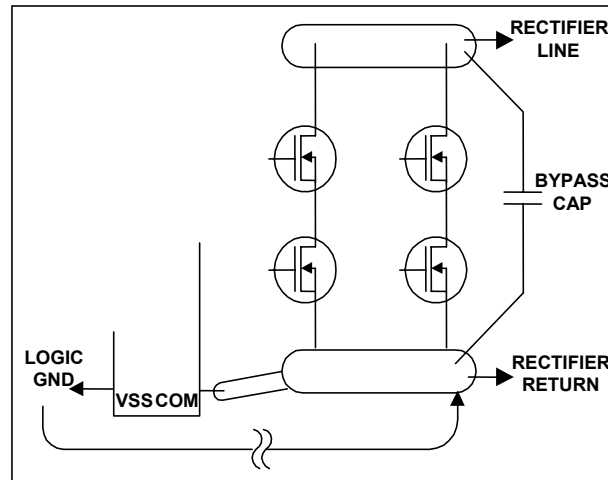 RECTIFIER
LINE
BYPASS
CAP
LOGIC
GND
VSS COM
RECTIFIER
RETURN